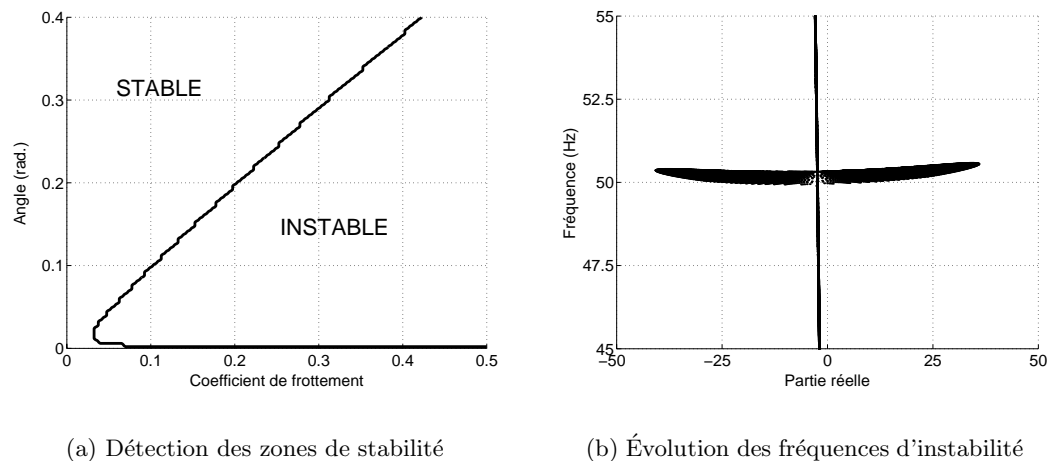 0.4
0.3
0.2
0.1
0
Angle (rad.)
STABLE
INSTABLE
0 0.1 0.2 0.3 0.4 0.5
Coefficient de frottement
(a) Détection des zones de stabilité
55
52.5
50
47.5
45
Fréquence (Hz)
−50 −25 0 25 50
Partie réelle
(b) Évolution des fréquences d'instabilité